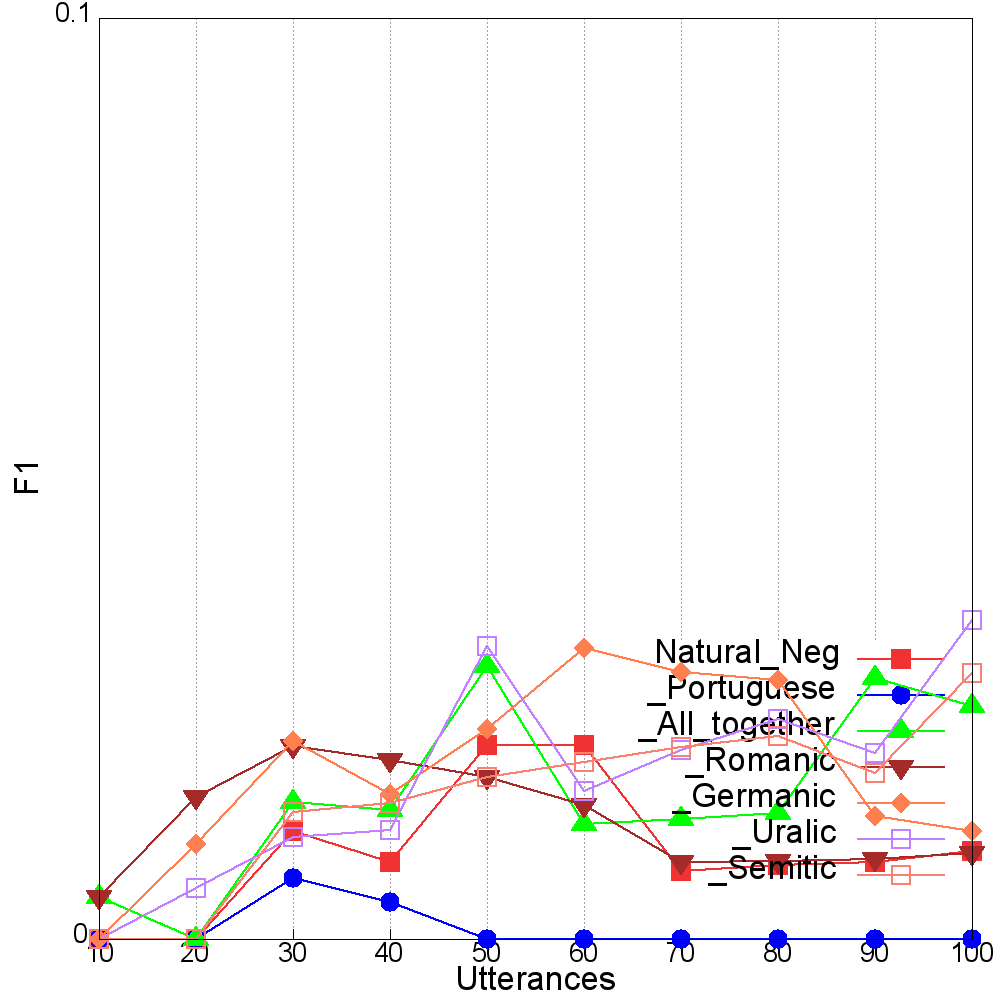 0.1
F1
Natural_Neg
_Portuguese
_All_together
_Romanic
_Germanic
_Uralic
_Semitic
0
10 20 30 40 50 60 70 80 90 100
Utterances